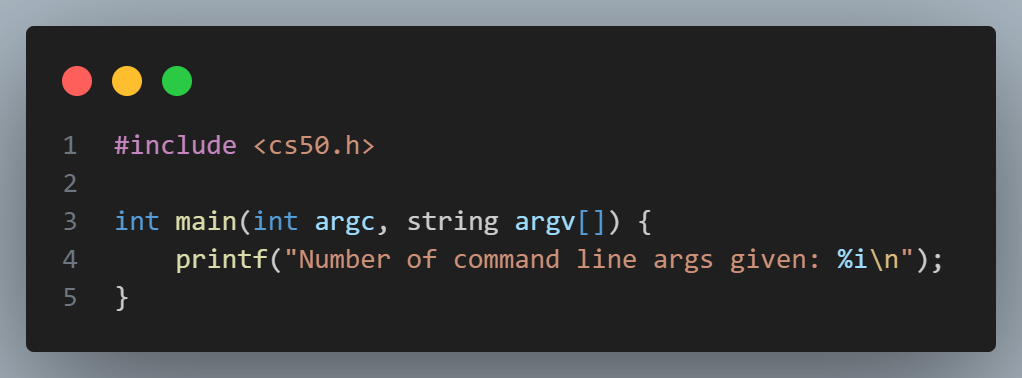 1 #include <cs50.h>
2
3 int main(int argc, string argv[]) {
4     printf("Number of command line args given: %i\n");
5 }